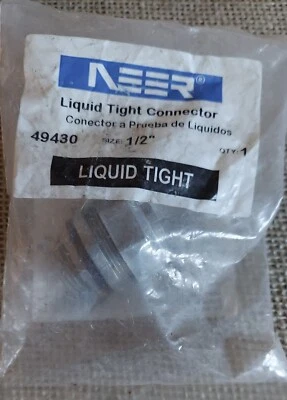 NEER®
Liquid Tight Connector
Conector a Prueba de Liquidos
49430 SIZE: 1/2" QTY: 1
LIQUID TIGHT